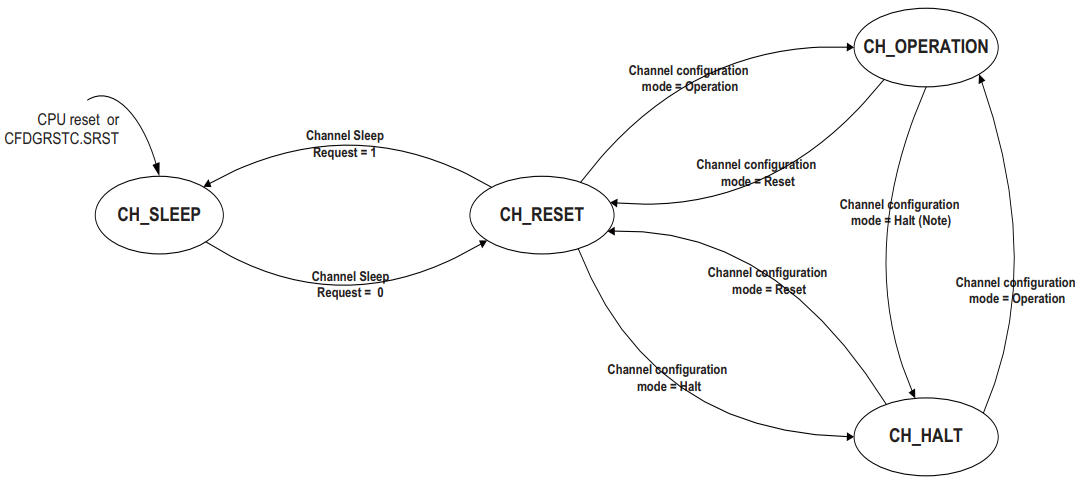 CH_OPERATION
Channel configuration
mode = Operation
CPU reset or
CFDGRSTC.SRST
Channel Sleep
Request = 1
Channel configuration
mode = Reset
CH_SLEEP
CH_RESET
Channel configuration
mode = Halt (Note)
Channel Sleep
Request = 0
Channel configuration
mode = Reset
Channel configuration
mode = Operation
Channel configuration
mode = Halt
CH_HALT